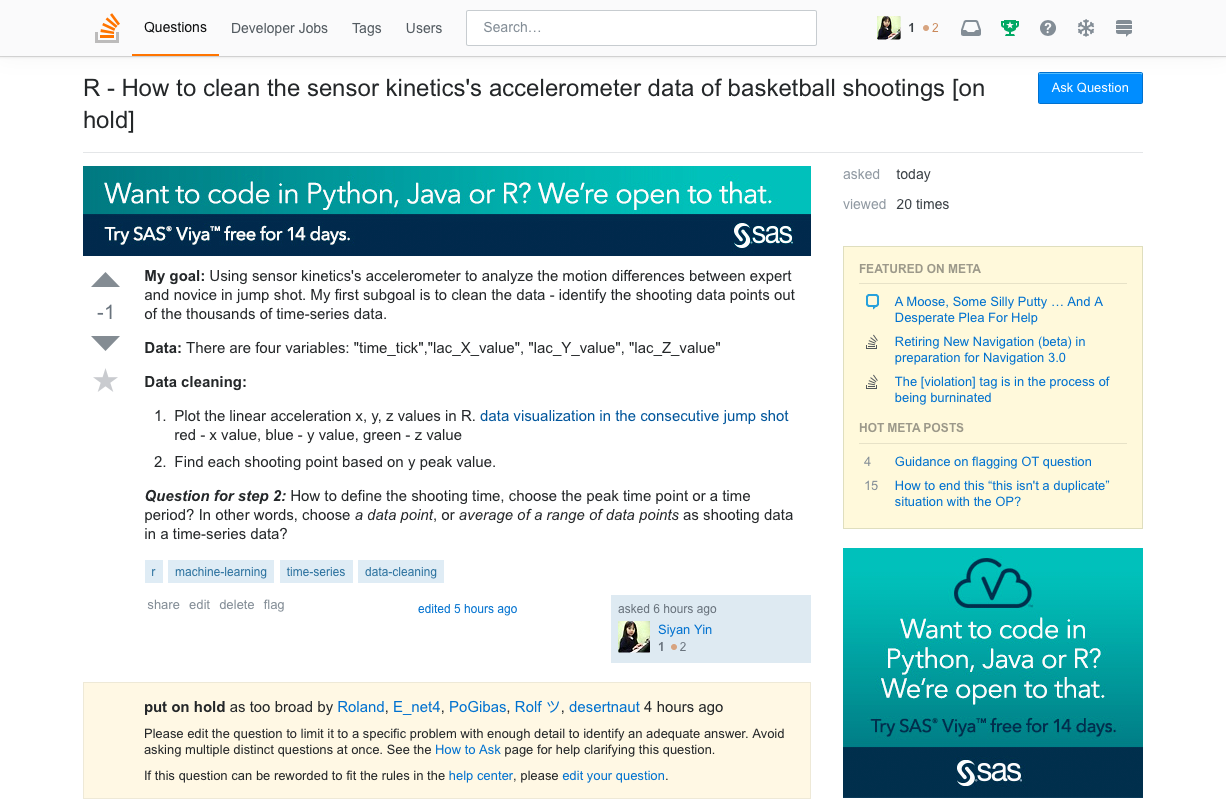 Questions Developer Jobs Tags Users Search… 1 ●2
R - How to clean the sensor kinetics's accelerometer data of basketball shootings [on
hold]
Ask Question
Want to code in Python, Java or R? We're open to that.
Try SAS® Viya™ free for 14 days. sas
-1
My goal: Using sensor kinetics's accelerometer to analyze the motion differences between expert
and novice in jump shot. My first subgoal is to clean the data - identify the shooting data points out
of the thousands of time-series data.
Data: There are four variables: "time_tick","lac_X_value", "lac_Y_value", "lac_Z_value"
Data cleaning:
1. Plot the linear acceleration x, y, z values in R. data visualization in the consecutive jump shot
red - x value, blue - y value, green - z value
2. Find each shooting point based on y peak value.
Question for step 2: How to define the shooting time, choose the peak time point or a time
period? In other words, choose a data point, or average of a range of data points as shooting data
in a time-series data?
r machine-learning time-series data-cleaning
share edit delete flag
edited 5 hours ago
asked 6 hours ago
Siyan Yin
1 ●2
put on hold as too broad by Roland, E_net4, PoGibas, Rolf ツ, desertnaut 4 hours ago
Please edit the question to limit it to a specific problem with enough detail to identify an adequate answer. Avoid
asking multiple distinct questions at once. See the How to Ask page for help clarifying this question.
If this question can be reworded to fit the rules in the help center, please edit your question.
asked today
viewed 20 times
FEATURED ON META
A Moose, Some Silly Putty … And A
Desperate Plea For Help
Retiring New Navigation (beta) in
preparation for Navigation 3.0
The [violation] tag is in the process of
being burninated
HOT META POSTS
4 Guidance on flagging OT question
15 How to end this “this isn't a duplicate”
situation with the OP?
Want to code in
Python, Java or R?
We're open to that.
Try SAS® Viya™ free for 14 days.
sas